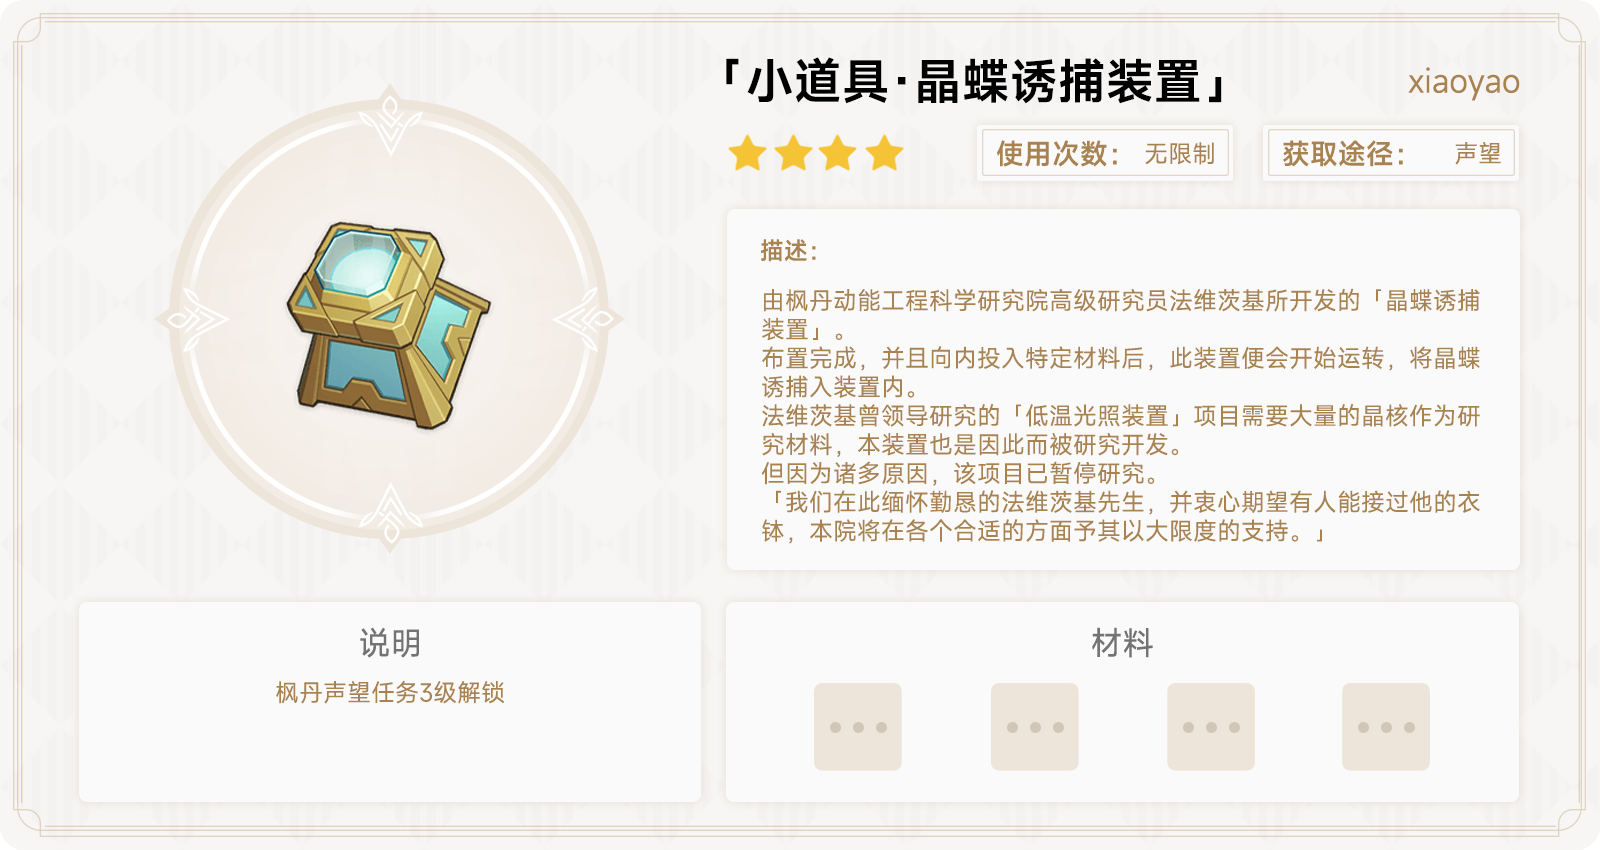 「小道具·晶蝶诱捕装置」
xiaoyao
使用次数： 无限制
获取途径： 声望
描述：
由枫丹动能工程科学研究院高级研究员法维茨基所开发的「晶蝶诱捕
装置」。
布置完成，并且向内投入特定材料后，此装置便会开始运转，将晶蝶
诱捕入装置内。
法维茨基曾领导研究的「低温光照装置」项目需要大量的晶核作为研
究材料，本装置也是因此而被研究开发。
但因为诸多原因，该项目已暂停研究。
「我们在此缅怀勤恳的法维茨基先生，并衷心期望有人能接过他的衣
钵，本院将在各个合适的方面予其以大限度的支持。」
说明
枫丹声望任务3级解锁
材料